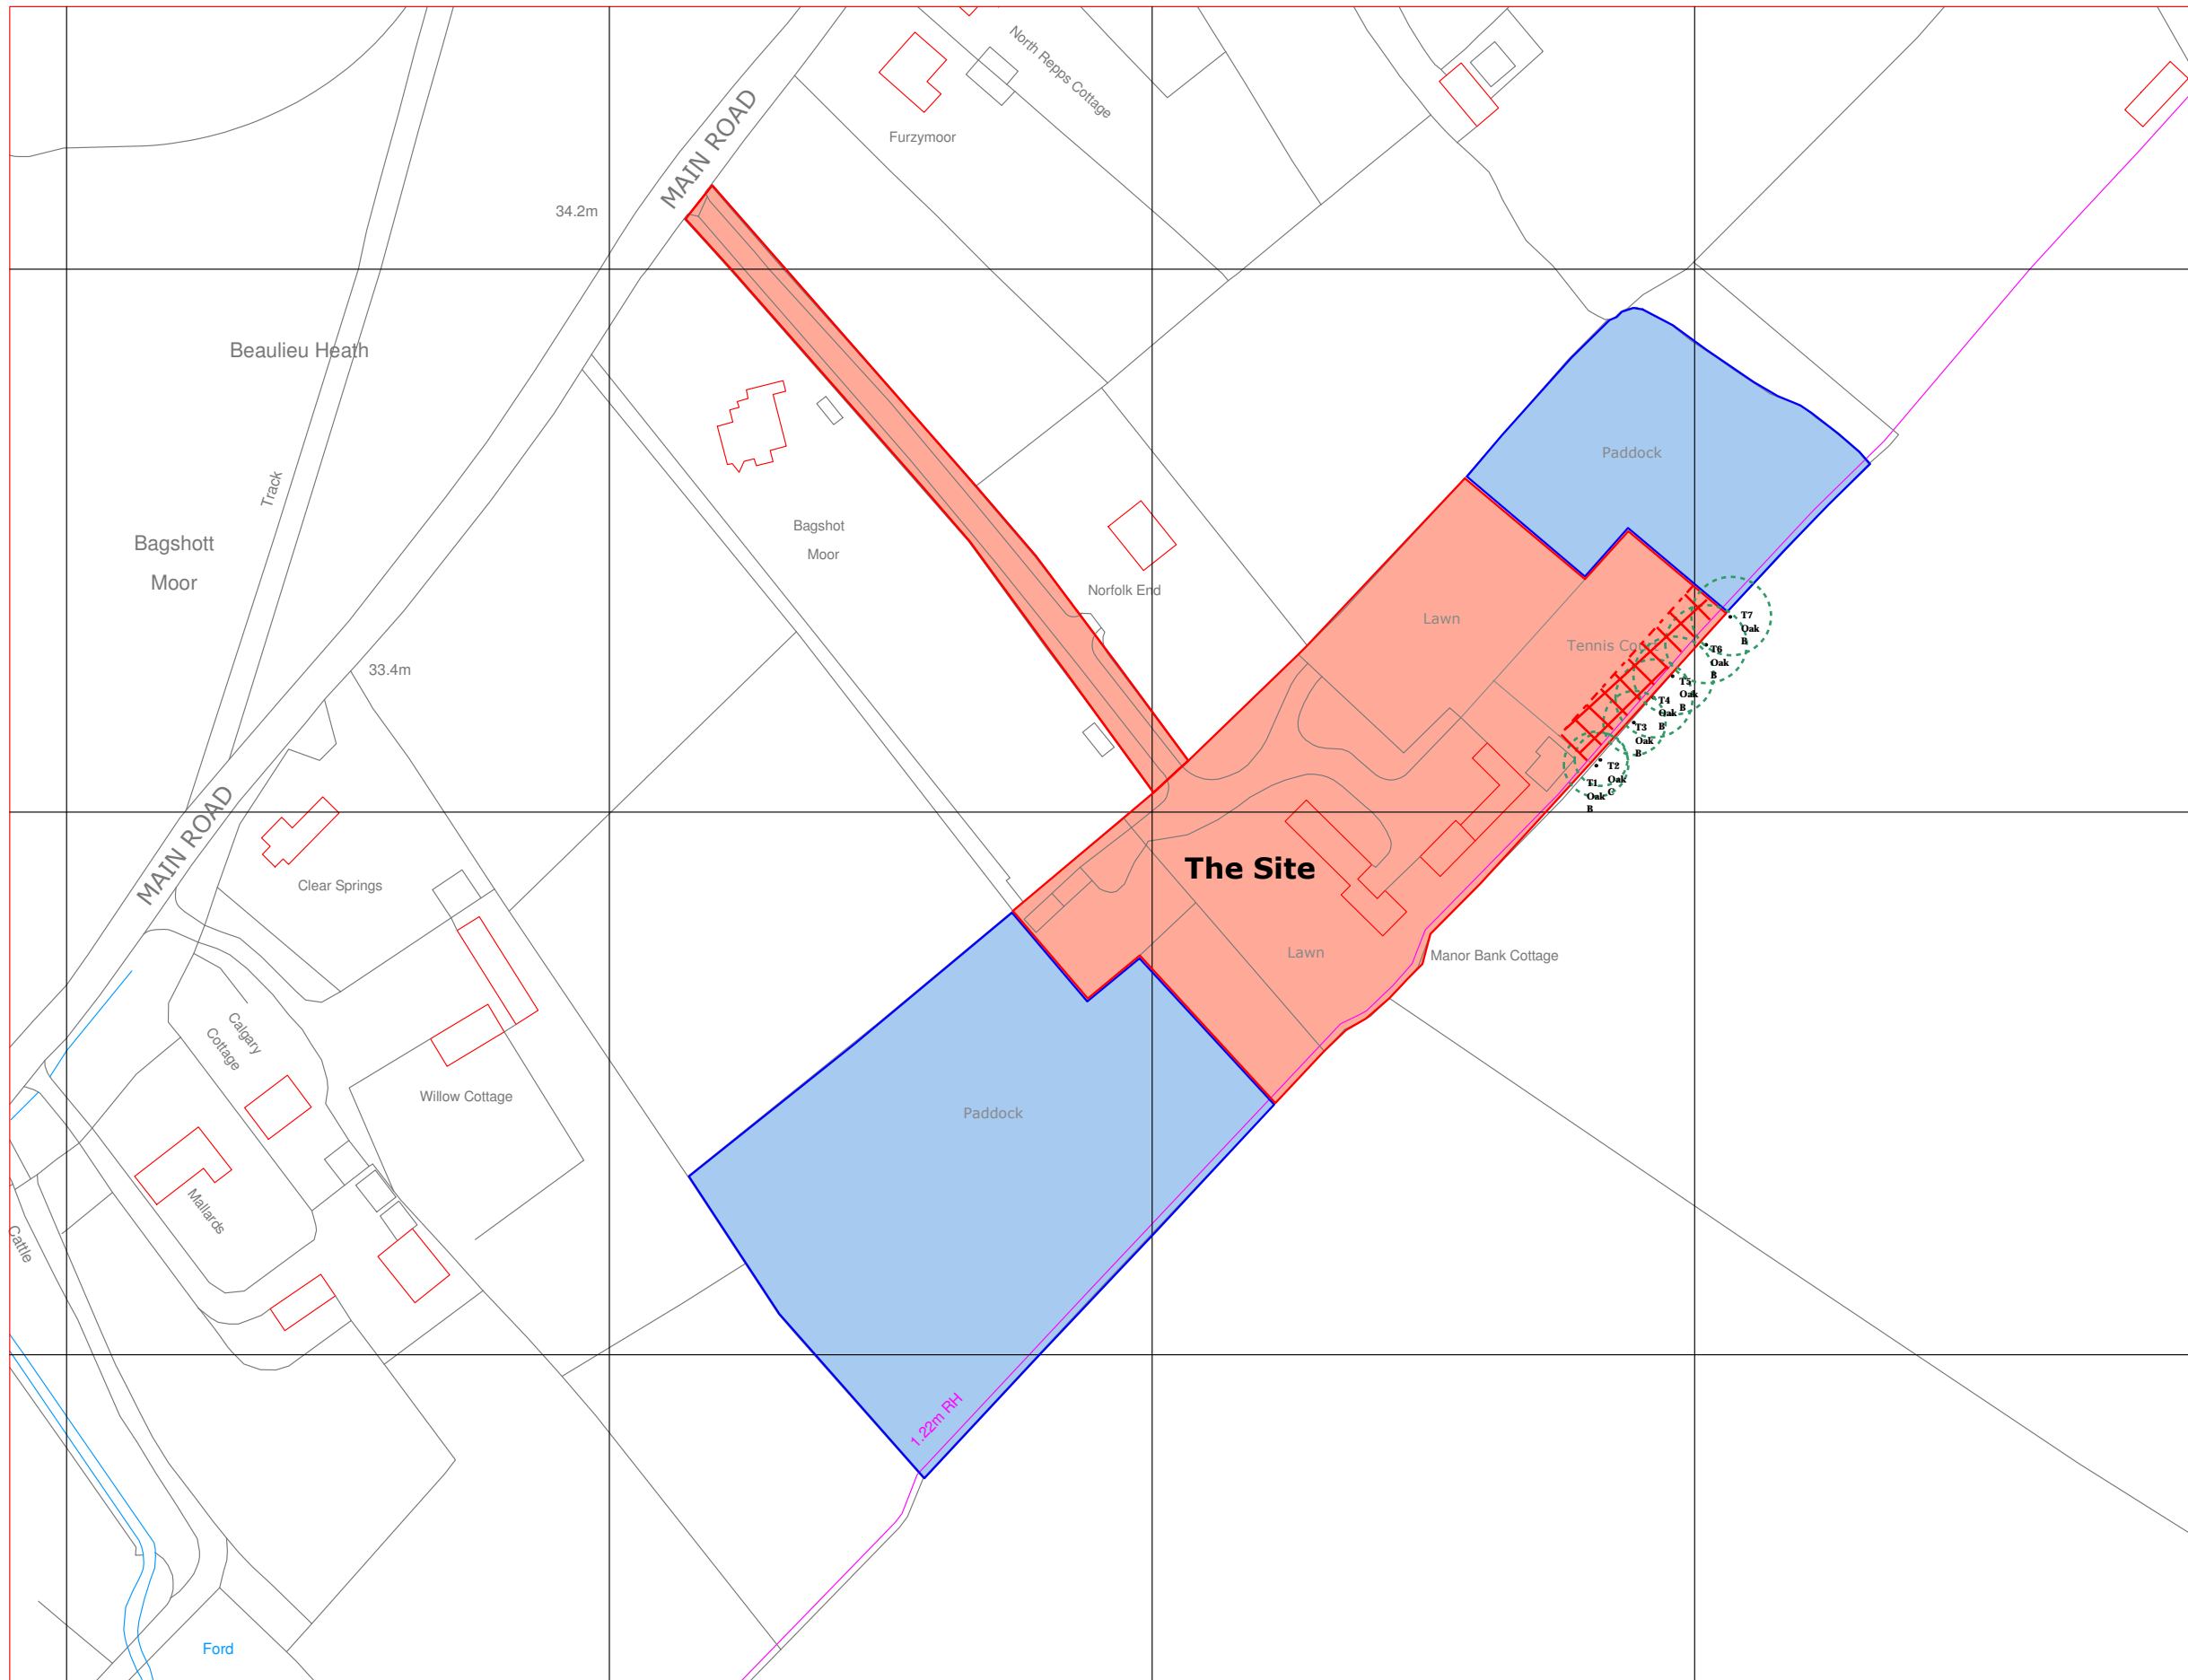 North Repps Cottage
Furzymoor
MAIN ROAD
34.2m
Beaulieu Heath
Track
Bagshott
Moor
Bagshot
Moor
Norfolk End
33.4m
Paddock
Lawn
Tennis
T7
Oak
B
T6
Oak
B
T5
Oak
B
T4
Oak
B
T3
Oak
B
T2
Oak
C
T1
Oak
B
MAIN ROAD
Clear Springs
The Site
Lawn
Manor Bank Cottage
Calgary
Cottage
Willow Cottage
Paddock
Mallards
Cattle
1.22m RH
Ford